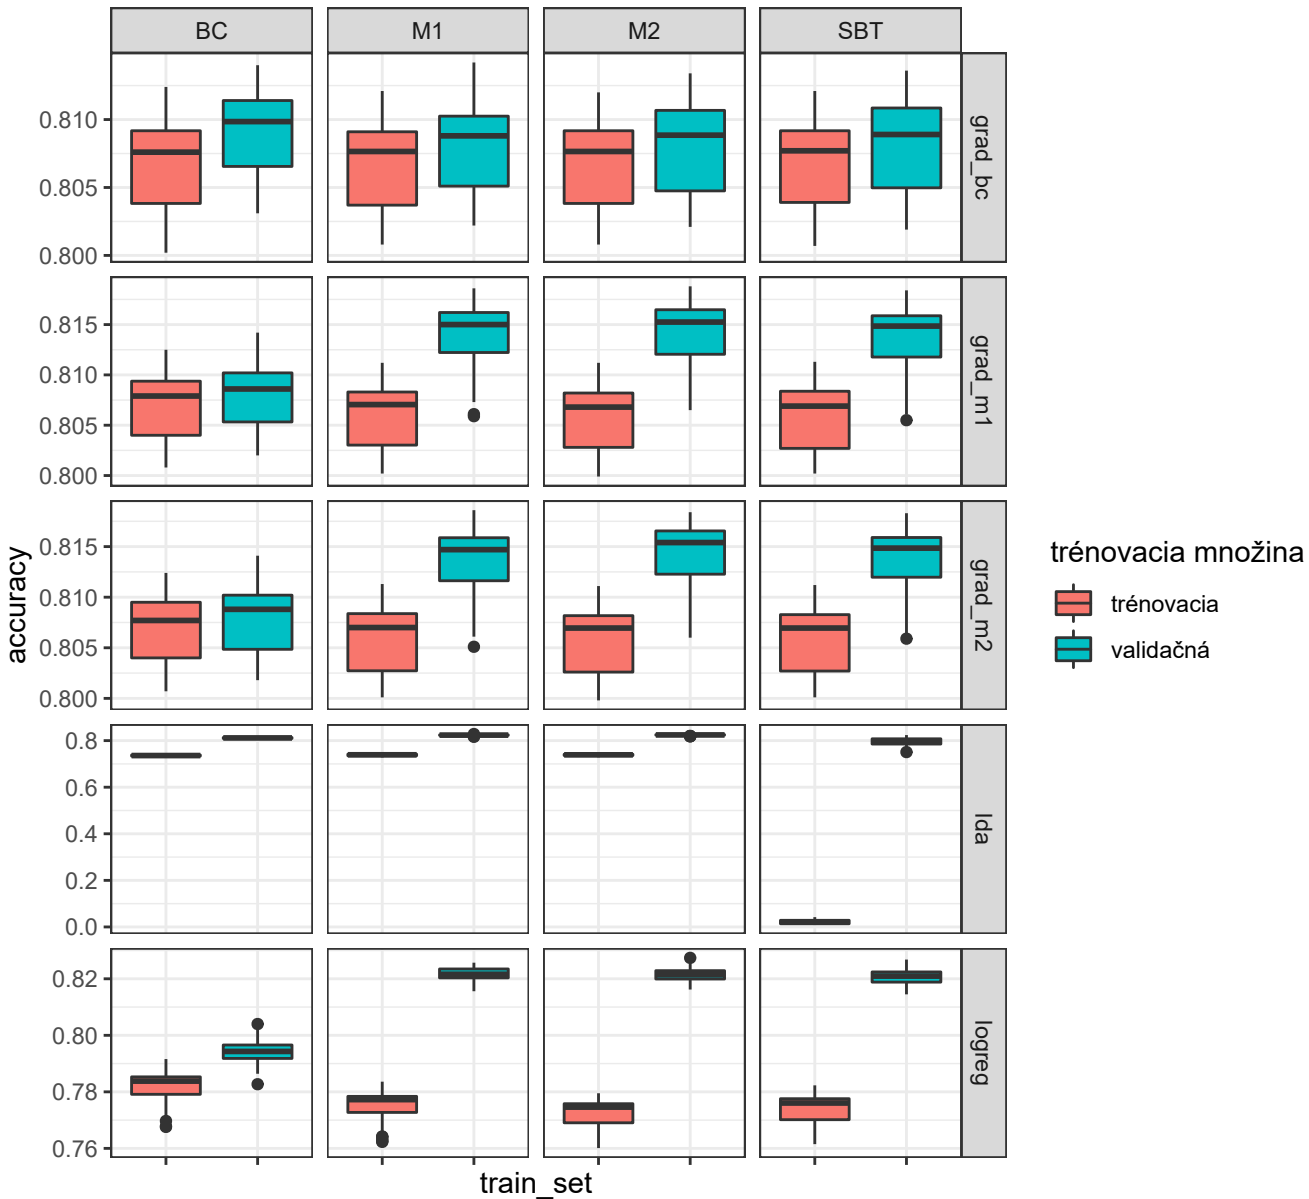 BC M1 M2 SBT
0.810
0.805
0.800
grad_bc
0.815
0.810
0.805
0.800
grad_m1
0.815
0.810
0.805
0.800
grad_m2
0.8
0.6
0.4
0.2
0.0
lda
0.82
0.80
0.78
0.76
logreg
accuracy
train_set
trénovacia množina
trénovacia
validačná